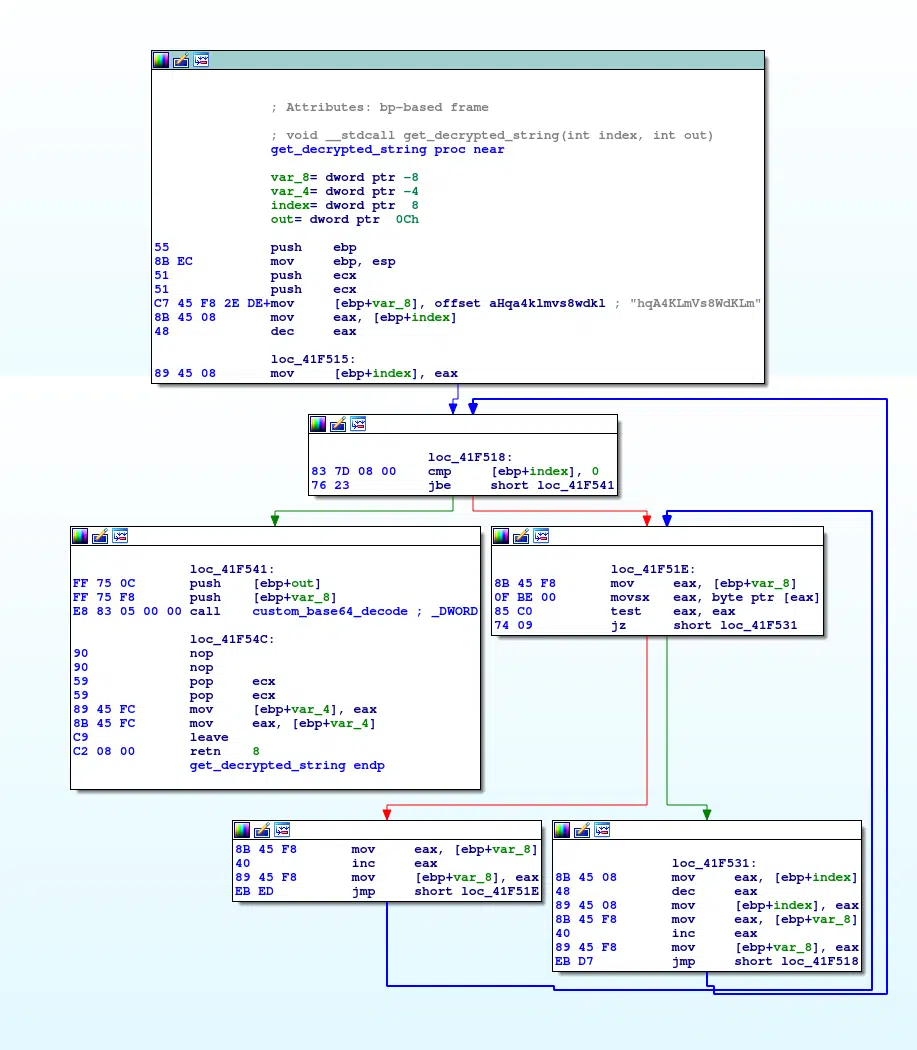 ; Attributes: bp-based frame
; void __stdcall get_decrypted_string(int index, int out)
get_decrypted_string proc near
var_8= dword ptr -8
var_4= dword ptr -4
index= dword ptr  8
out= dword ptr  0Ch
55 push ebp
8B EC mov ebp, esp
51 push ecx
51 push ecx
C7 45 F8 2E DE+mov [ebp+var_8], offset aHqa4klmvs8wdkl ; "hqA4KLmVs8WdKLm"
8B 45 08 mov eax, [ebp+index]
48 dec eax
loc_41F515:
89 45 08 mov [ebp+index], eax
loc_41F518:
83 7D 08 00 cmp [ebp+index], 0
76 23 jbe short loc_41F541
loc_41F541:
FF 75 0C push [ebp+out]
FF 75 F8 push [ebp+var_8]
E8 83 05 00 00 call custom_base64_decode ; _DWORD
loc_41F54C:
90 nop
90 nop
59 pop ecx
59 pop ecx
89 45 FC mov [ebp+var_4], eax
8B 45 FC mov eax, [ebp+var_4]
C9 leave
C2 08 00 retn 8
get_decrypted_string endp
loc_41F51E:
8B 45 F8 mov eax, [ebp+var_8]
0F BE 00 movsx eax, byte ptr [eax]
85 C0 test eax, eax
74 09 jz short loc_41F531
8B 45 F8 mov eax, [ebp+var_8]
40 inc eax
89 45 F8 mov [ebp+var_8], eax
EB ED jmp short loc_41F51E
loc_41F531:
8B 45 08 mov eax, [ebp+index]
48 dec eax
89 45 08 mov [ebp+index], eax
8B 45 F8 mov eax, [ebp+var_8]
40 inc eax
89 45 F8 mov [ebp+var_8], eax
EB D7 jmp short loc_41F518